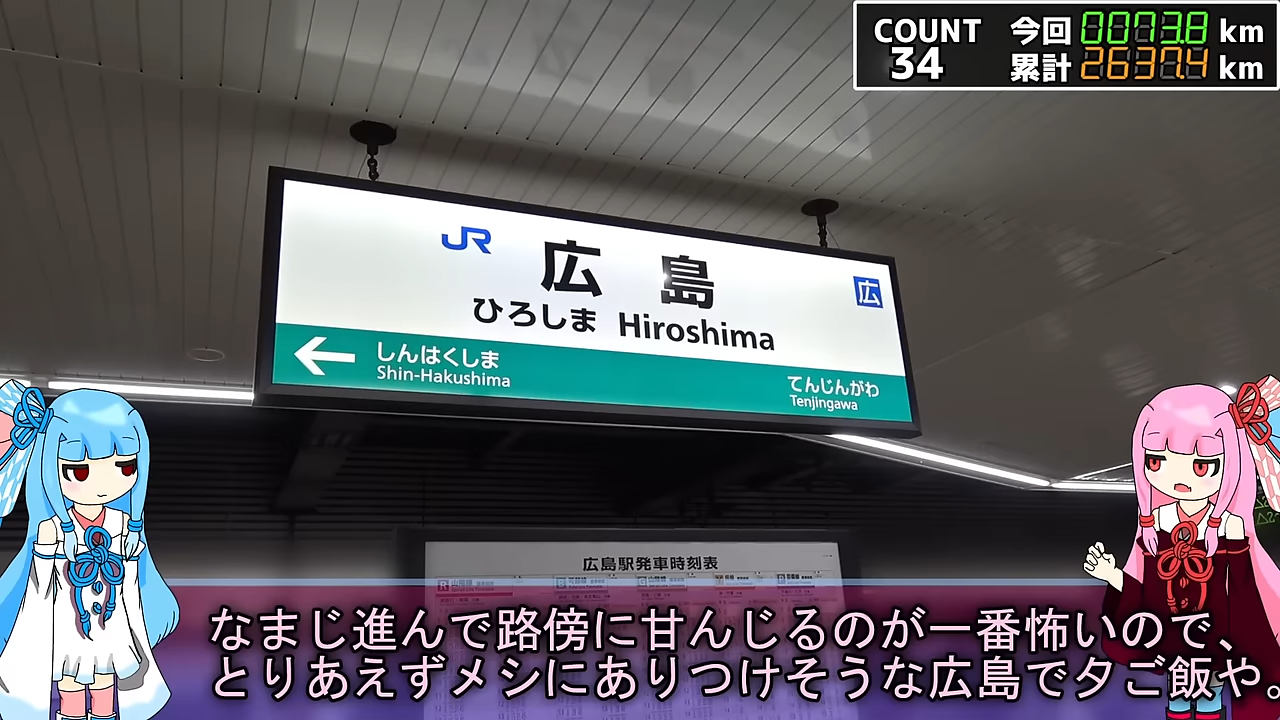 COUNT
34
今回 0073.8 km
累計 2637.4 km
JR
広島
広
ひろしま Hiroshima
しんはくしま
Shin-Hakushima
てんじんがわ
Tenjingawa
広島駅発車時刻表
なまじ進んで路傍に甘んじるのが一番怖いので、
とりあえずメシにありつけそうな広島で夕ご飯や。